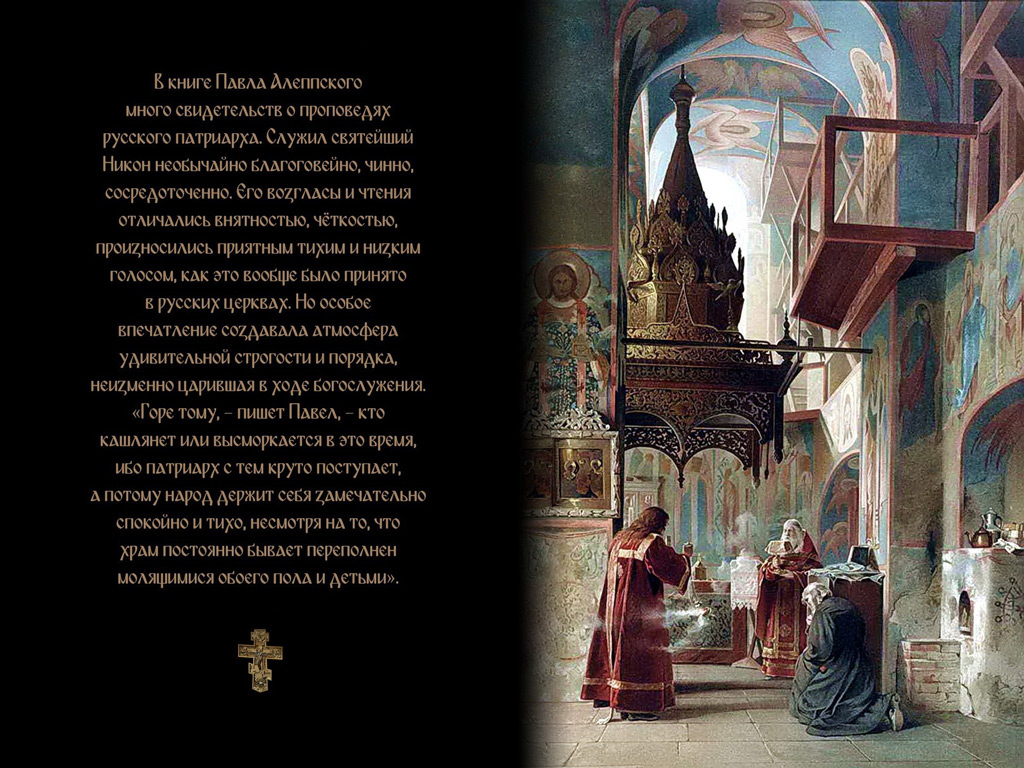 В книге Павла Алеппского
много свидетельств о проповедях
русского патриарха. Служил святейший
Никон необычайно благоговейно, чинно,
сосредоточенно. Его возгласы и чтения
отличались внятностью, чёткостью,
произносились приятным тихим и низким
голосом, как это вообще было принято
в русских церквах. Но особое
впечатление создавала атмосфера
удивительной строгости и порядка,
неизменно царившая в ходе богослужения.
«Горе тому, – пишет Павел, – кто
кашлянет или высморкается в это время,
ибо патриарх с тем круто поступает,
а потому народ держит себя замечательно
спокойно и тихо, несмотря на то, что
храм постоянно бывает переполнен
молящимися обоего пола и детьми».